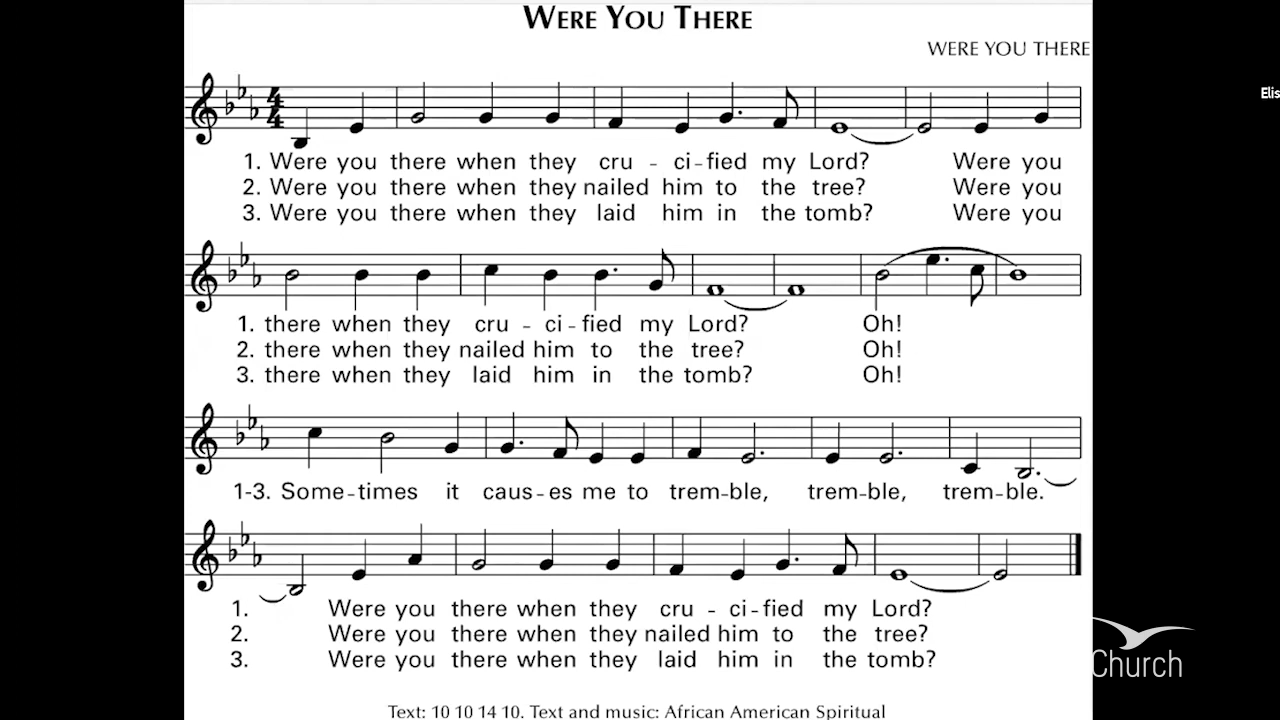 WERE YOU THERE
WERE YOU THERE
Elis
4
4
1. Were you there when they cru - ci-fied my Lord? Were you
2. Were you there when they nailed him to the tree? Were you
3. Were you there when they laid him in the tomb? Were you
1. there when they cru - ci-fied my Lord? Oh!
2. there when they nailed him to the tree? Oh!
3. there when they laid him in the tomb? Oh!
1-3. Some-times it caus-es me to trem-ble, trem-ble, trem-ble.
1. Were you there when they cru - ci-fied my Lord?
2. Were you there when they nailed him to the tree?
3. Were you there when they laid him in the tomb?
Church
Text: 10 10 14 10. Text and music: African American Spiritual